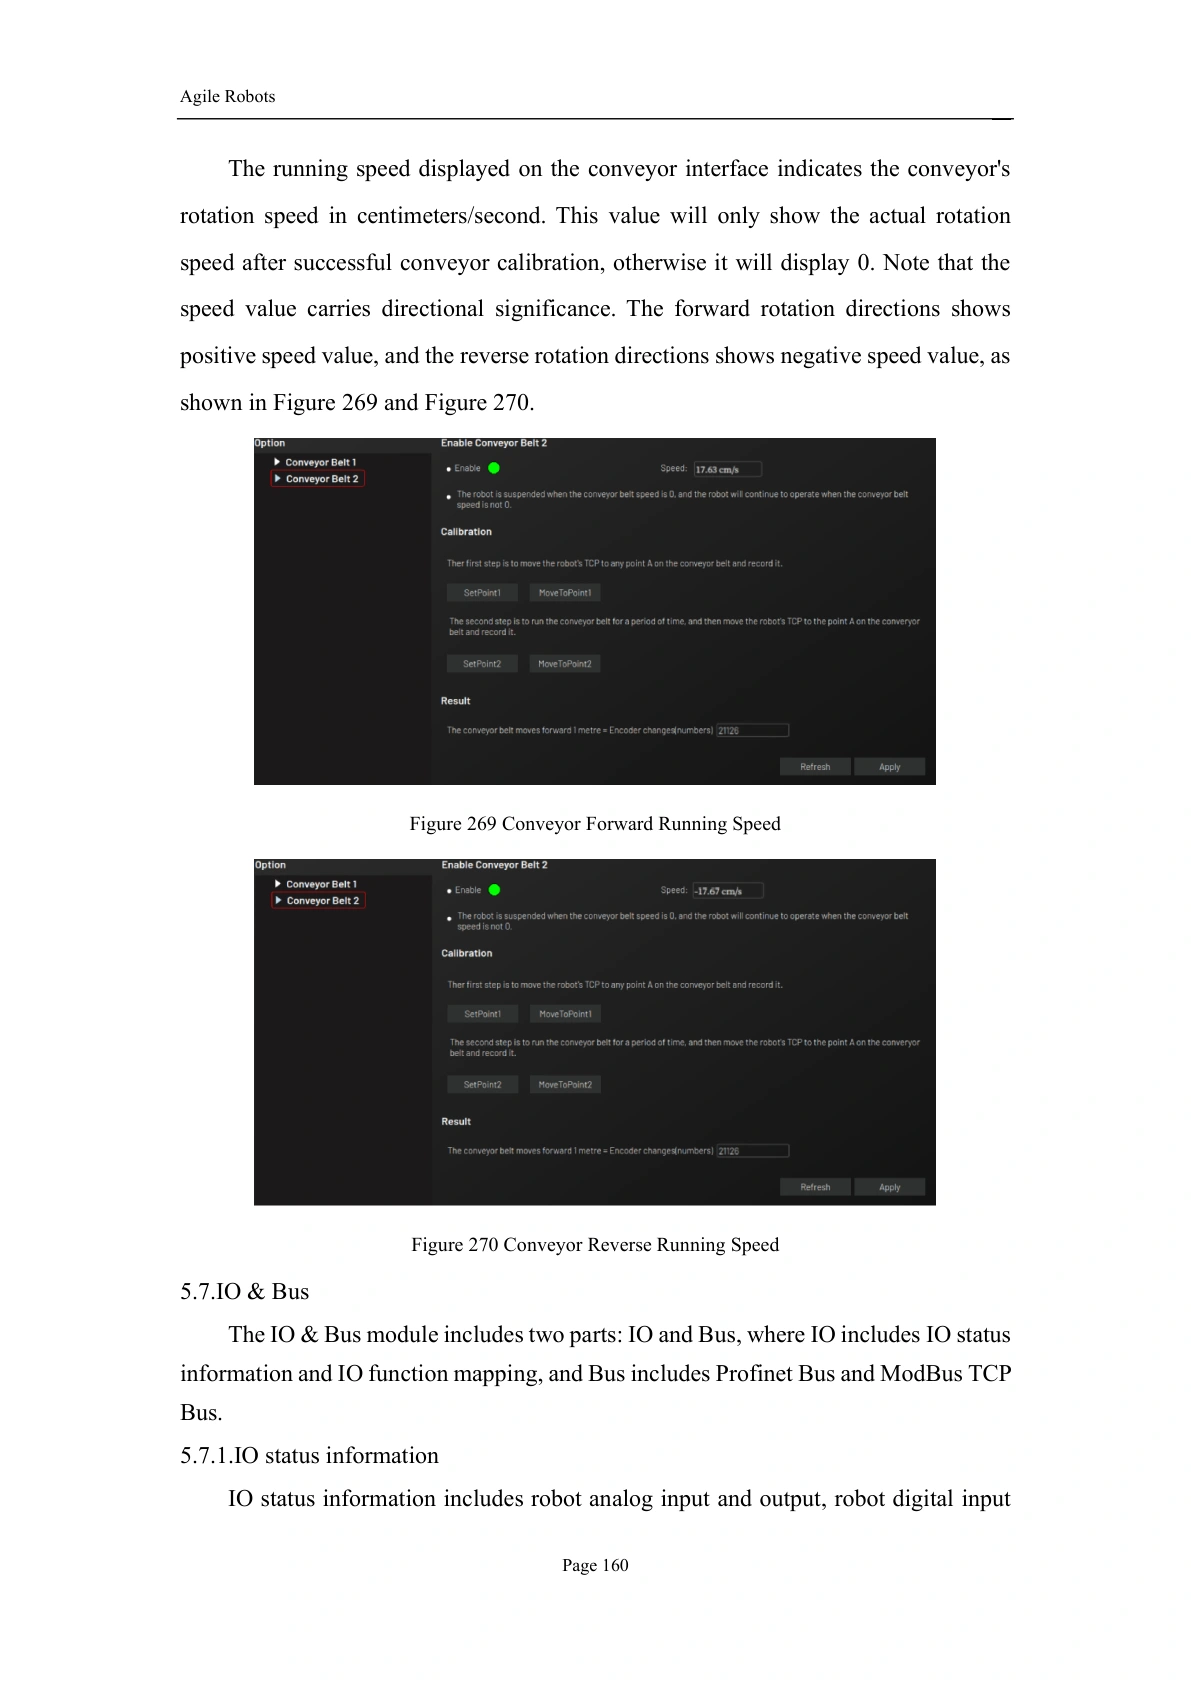 Agile Robots
The running speed displayed on the conveyor interface indicates the conveyor's
rotation speed in centimeters/second. This value will only show the actual rotation
speed after successful conveyor calibration, otherwise it will display 0. Note that the
speed value carries directional significance. The forward rotation directions shows
positive speed value, and the reverse rotation directions shows negative speed value, as
shown in Figure 269 and Figure 270.
Option
Conveyor Belt 1
Conveyor Belt 2
Enable Conveyor Belt 2
• Enable
Speed: 17.63 cm/s
• The robot is suspended when the conveyor belt speed is 0, and the robot will continue to operate when the conveyor belt
speed is not 0.
Calibration
Ther first step is to move the robot's TCP to any point A on the conveyor belt and record it.
SetPoint1 MoveToPoint1
The second step is to run the conveyor belt for a period of time, and then move the robot's TCP to the point A on the converyor
belt and record it.
SetPoint2 MoveToPoint2
Result
The conveyor belt moves forward 1 metre = Encoder changes(numbers) 21126
Refresh Apply
Figure 269 Conveyor Forward Running Speed
Option
Conveyor Belt 1
Conveyor Belt 2
Enable Conveyor Belt 2
• Enable
Speed: -17.67 cm/s
• The robot is suspended when the conveyor belt speed is 0, and the robot will continue to operate when the conveyor belt
speed is not 0.
Calibration
Ther first step is to move the robot's TCP to any point A on the conveyor belt and record it.
SetPoint1 MoveToPoint1
The second step is to run the conveyor belt for a period of time, and then move the robot's TCP to the point A on the converyor
belt and record it.
SetPoint2 MoveToPoint2
Result
The conveyor belt moves forward 1 metre = Encoder changes(numbers) 21126
Refresh Apply
Figure 270 Conveyor Reverse Running Speed
5.7.IO & Bus
The IO & Bus module includes two parts: IO and Bus, where IO includes IO status
information and IO function mapping, and Bus includes Profinet Bus and ModBus TCP
Bus.
5.7.1.IO status information
IO status information includes robot analog input and output, robot digital input
Page 160